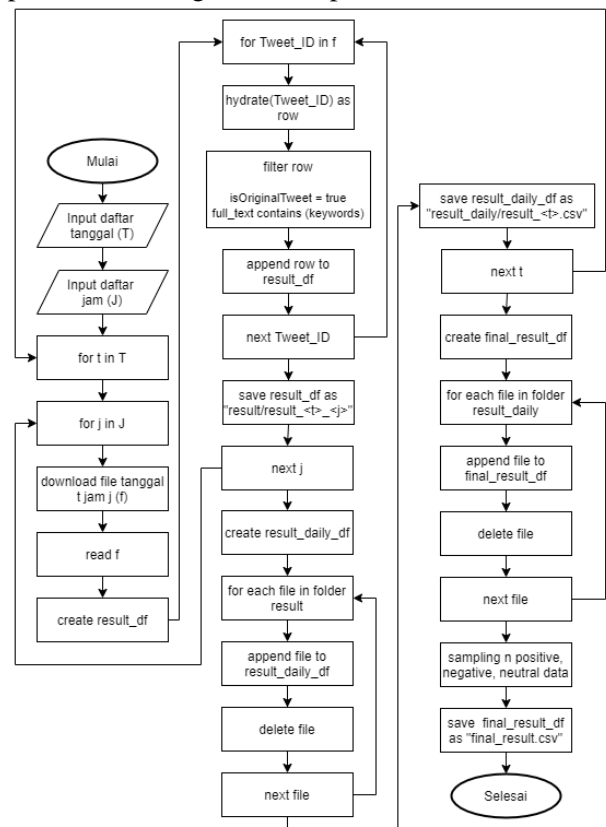 Mulai
Input daftar
tanggal (T)
Input daftar
jam (J)
for t in T
for j in J
download file tanggal
t jam j (f)
read f
create result_df
for Tweet_ID in f
hydrate(Tweet_ID) as
row
filter row
isOriginalTweet = true
full_text contains (keywords)
append row to
result_df
next Tweet_ID
save result_df as
"result/result_<t>_<j>"
next j
create result_daily_df
for each file in folder
result
append file to
result_daily_df
delete file
next file
save result_daily_df as
"result_daily/result_<t>.csv"
next t
create final_result_df
for each file in folder
result_daily
append file to
final_result_df
delete file
next file
sampling n positive,
negative, neutral data
save final_result_df
as "final_result.csv"
Selesai